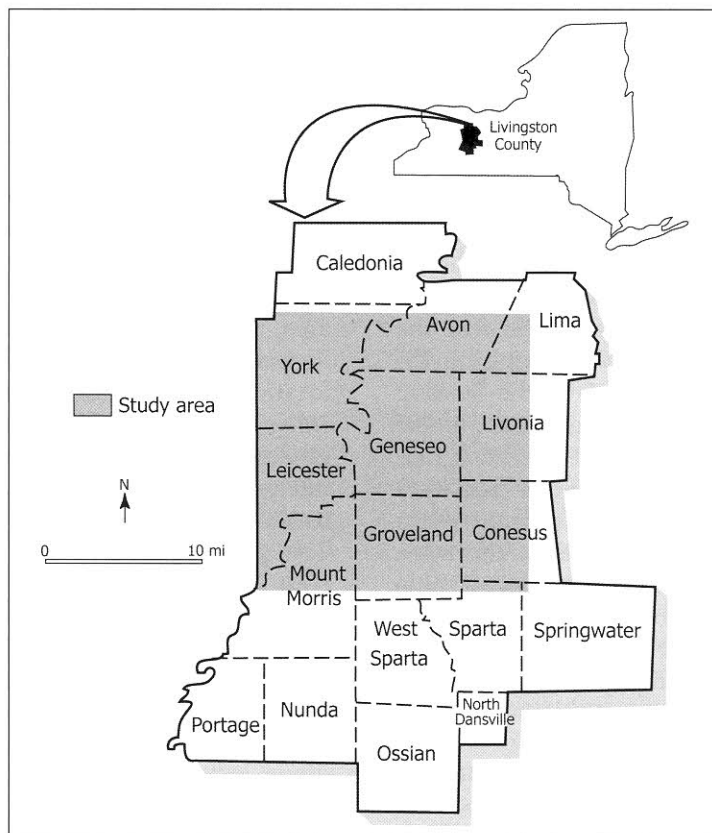 Livingston
County
Caledonia
Avon
Lima
York
Study area
Livonia
Geneseo
Leicester
N
Groveland
Conesus
0 10 mi
Mount
Morris
West
Sparta
Sparta
Springwater
North
Dansville
Nunda
Portage
Ossian